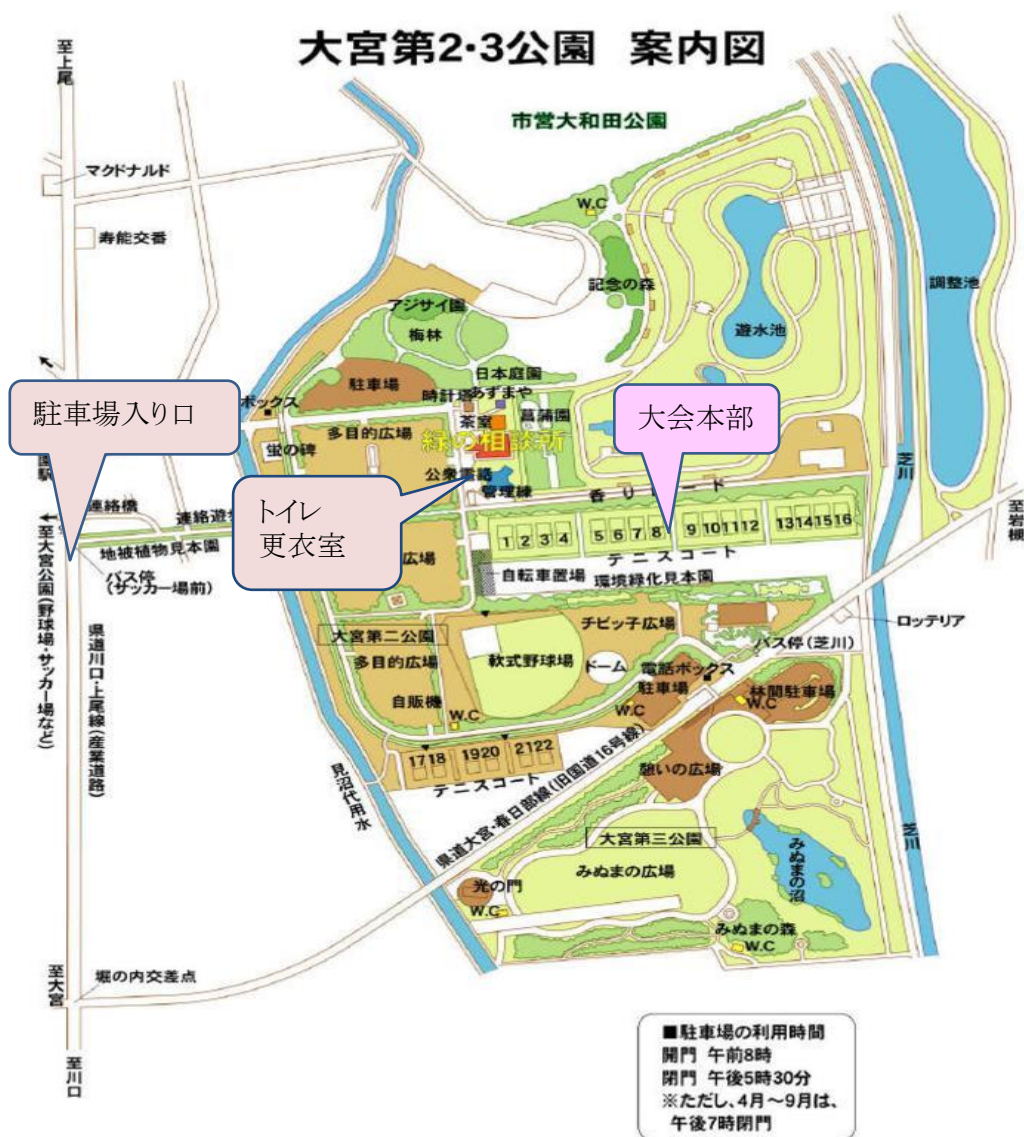 大宮第2・3公園 案内図
至上尾
市営大和田公園
マクドナルド
寿能交番
W.C
記念の森
調整池
遊水池
アジサイ園
梅林
駐車場
日本庭園
時計塔
あずまや
茶室
菖蒲園
駐車場入り口
ボックス
多目的広場
緑の相談所
大会本部
蛍の碑
公衆電話
管理棟
トイレ
更衣室
香りロード
芝川
至岩槻
園駅
連絡橋
連絡遊歩
地被植物見本園
バス停
(サッカー場前)
至大宮公園(野球場・サッカー場など)
県道川口・上尾線(産業道路)
広場
1 2 3 4
5 6 7 8
9 10 11 12
13 14 15 16
テニスコート
自転車置場
環境緑化見本園
ロッテリア
大宮第二公園
チビッ子広場
バス停(芝川)
多目的広場
軟式野球場
ドーム
電話ボックス
駐車場
林間駐車場
自販機
W.C
W.C
W.C
17 18
19 20
21 22
テニスコート
憩いの広場
見沼代用水
県道大宮・春日部線(旧国道16号線)
大宮第三公園
みぬまの広場
みぬまの沼
芝川
光の門
W.C
みぬまの森
W.C
至大宮
堀の内交差点
至川口
■駐車場の利用時間
開門 午前8時
閉門 午後5時30分
※ただし、4月〜9月は、
午後7時閉門